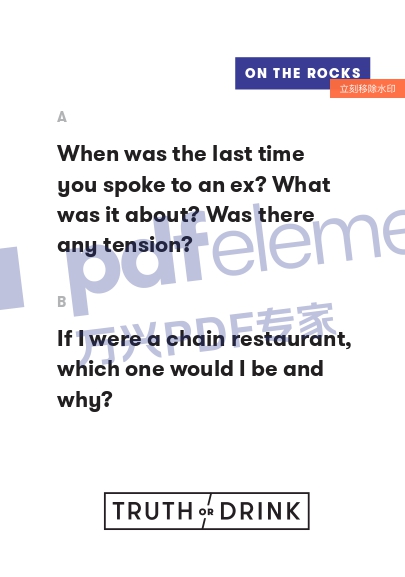 ON THE ROCKS
立刻移除水印
A
When was the last time
you spoke to an ex? What
was it about? Was there
any tension?
pdfeleme
B
万兴PDF专家
If I were a chain restaurant,
which one would I be and
why?
TRUTH OR DRINK